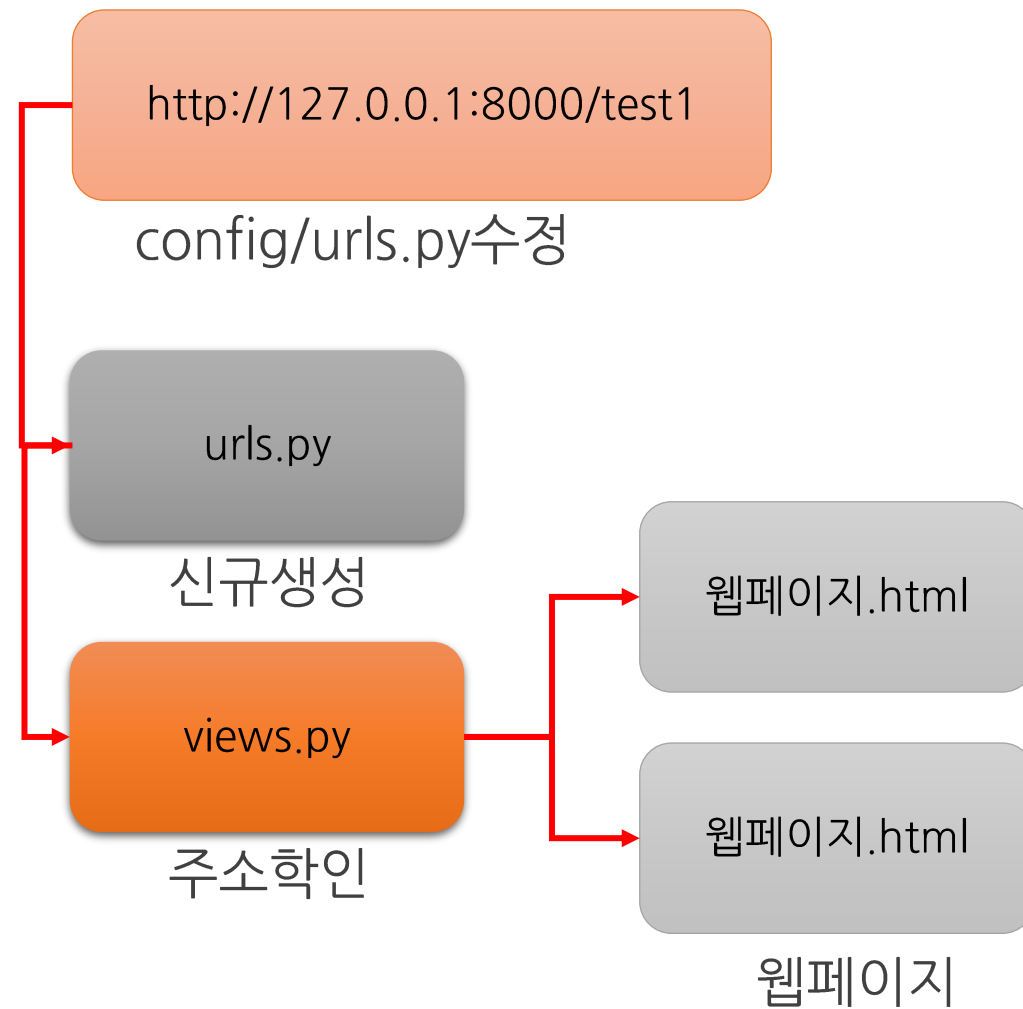 http://127.0.0.1:8000/test1
config/urls.py수정
urls.py
신규생성
views.py
주소학인
웹페이지.html
웹페이지.html
웹페이지